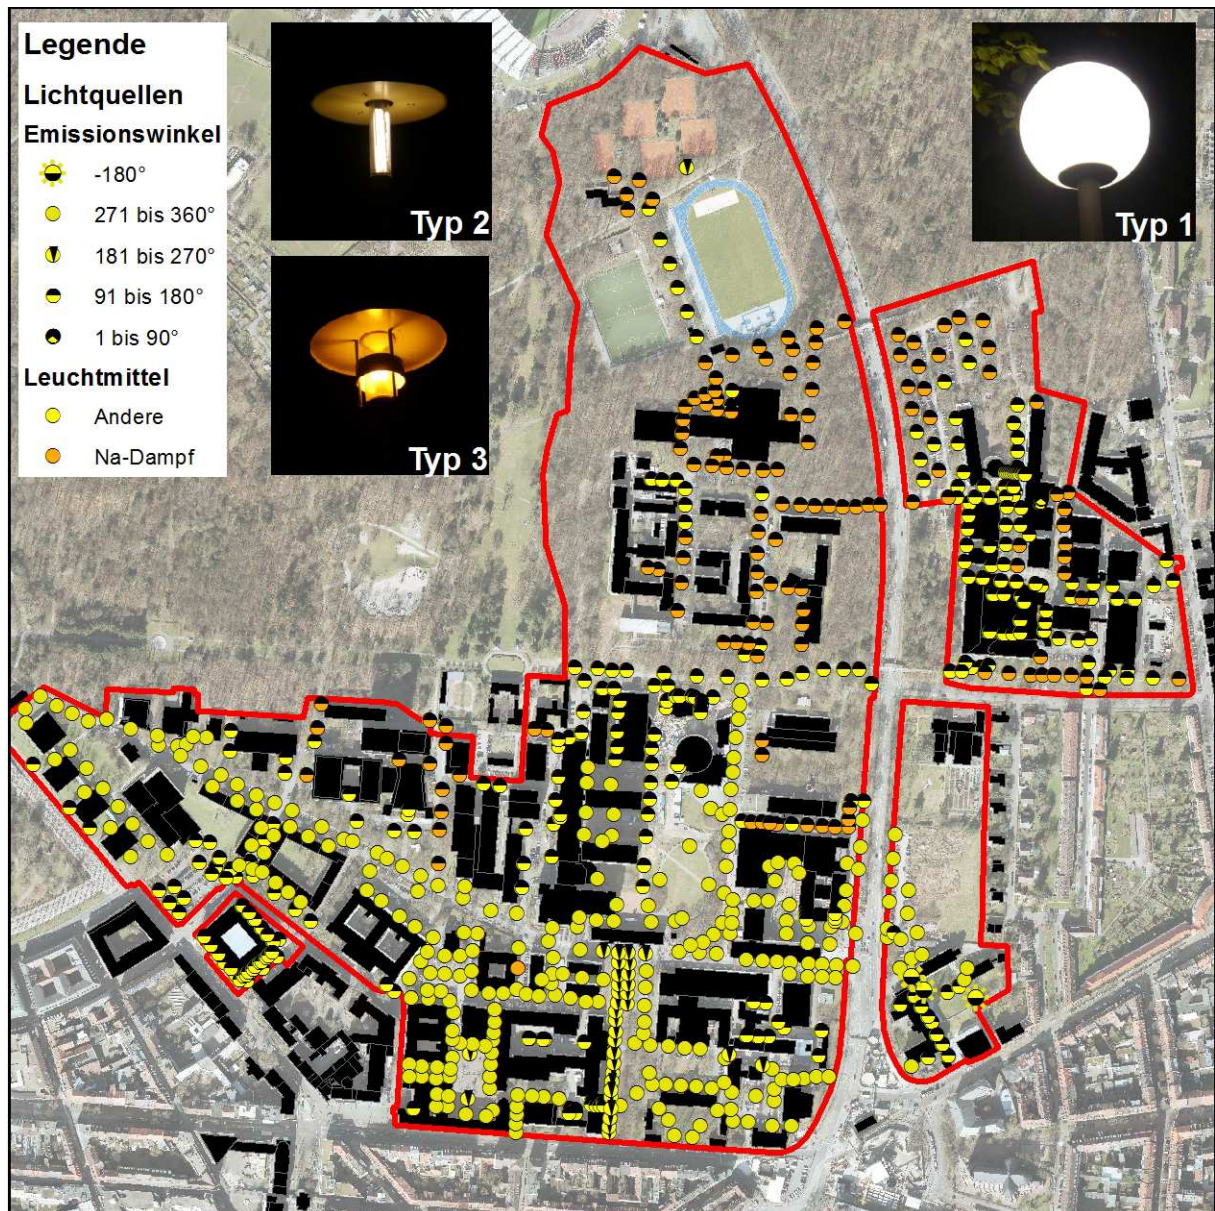 Legende
Lichtquellen
Emissionswinkel
-180°
271 bis 360°
181 bis 270°
91 bis 180°
1 bis 90°
Leuchtmittel
Andere
Na-Dampf
Typ 2
Typ 3
Typ 1